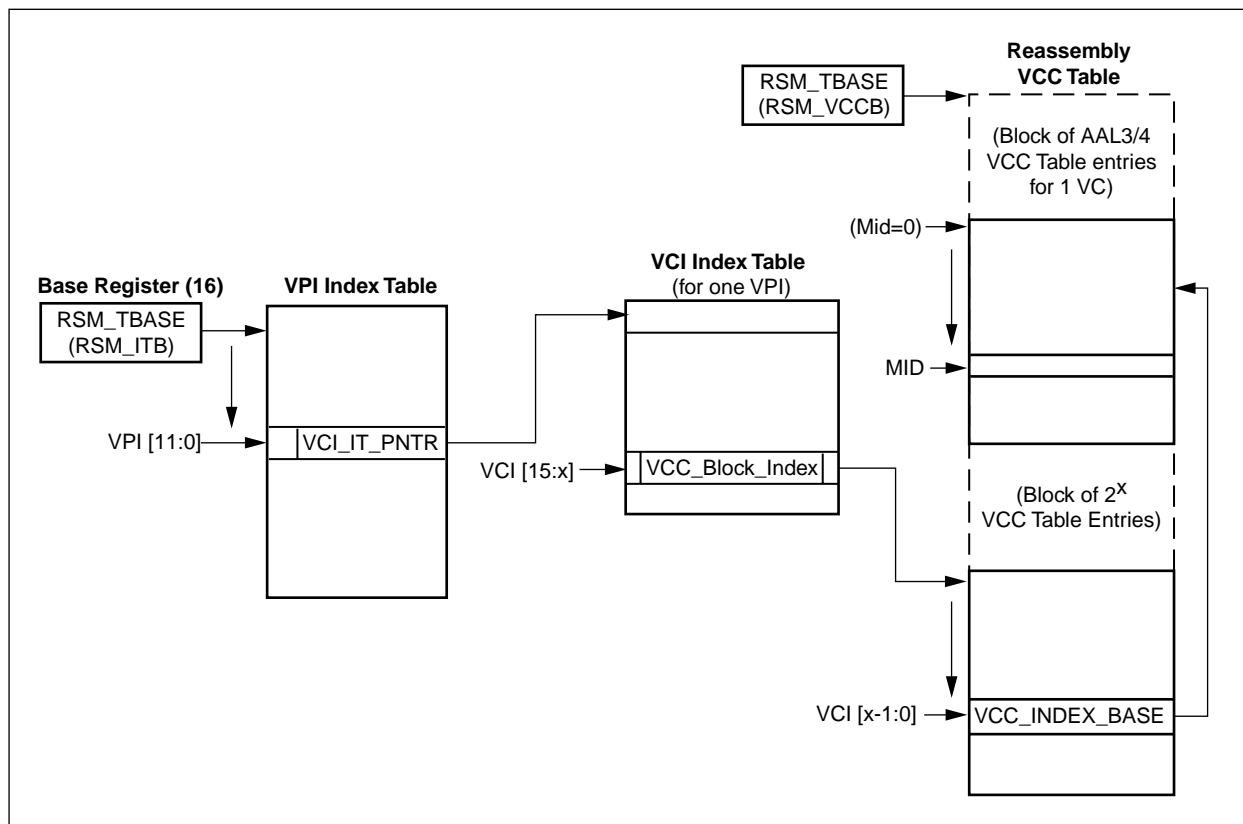 Reassembly
VCC Table
RSM_TBASE
(RSM_VCCB)
(Block of AAL3/4
VCC Table entries
for 1 VC)
(Mid=0)
VCI Index Table
(for one VPI)
Base Register (16)
VPI Index Table
RSM_TBASE
(RSM_ITB)
MID
VPI [11:0]
VCI_IT_PNTR
VCI [15:x]
VCC_Block_Index
(Block of 2^X
VCC Table Entries)
VCI [x-1:0]
VCC_INDEX_BASE